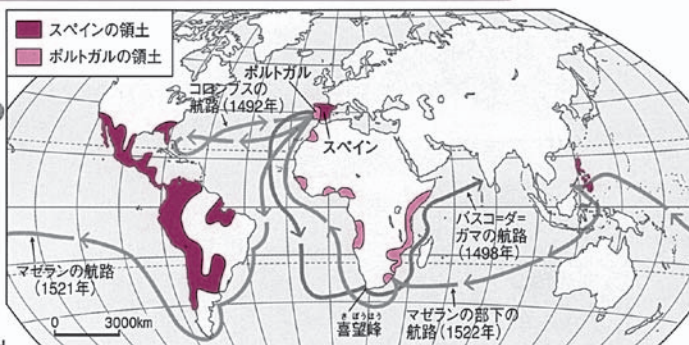 スペインの領土
ポルトガルの領土
ポルトガル
コロンブスの
航路(1492年)
スペイン
バスコ=ダ=
ガマの航路
(1498年)
マゼランの航路
(1521年)
0 3000km
きぼうほう
喜望峰
マゼランの部下の
航路(1522年)